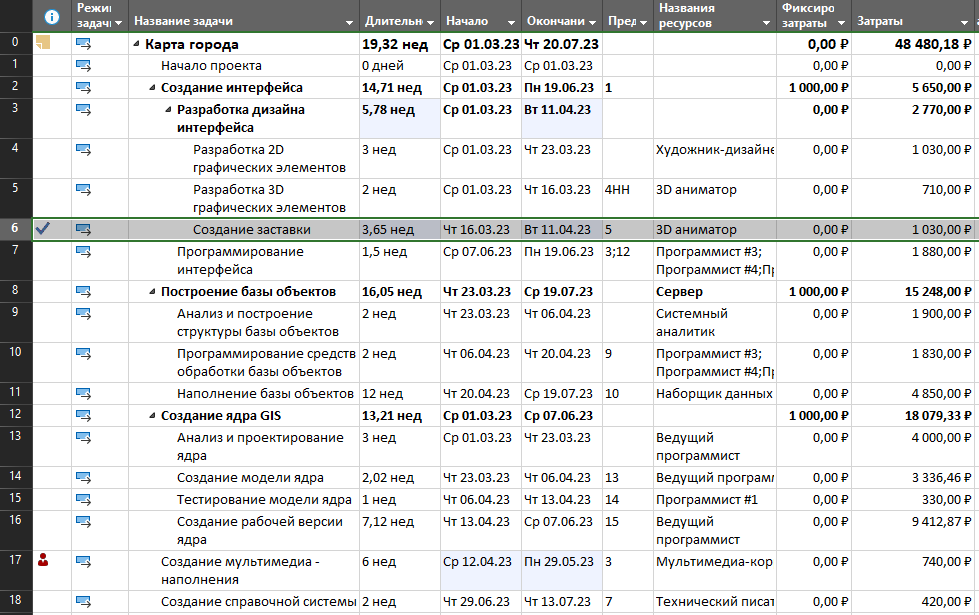 Режи задач Название задачи Длительн Начало Окончани Пред Названия ресурсов Фиксиро затраты Затраты
0 Карта города 19,32 нед Ср 01.03.23 Чт 20.07.23 0,00 ₽ 48 480,18 ₽
1 Начало проекта 0 дней Ср 01.03.23 Ср 01.03.23 0,00 ₽ 0,00 ₽
2 Создание интерфейса 14,71 нед Ср 01.03.23 Пн 19.06.23 1 1 000,00 ₽ 5 650,00 ₽
3 Разработка дизайна 5,78 нед Ср 01.03.23 Вт 11.04.23 0,00 ₽ 2 770,00 ₽
интерфейса
4 Разработка 2D 3 нед Ср 01.03.23 Чт 23.03.23 Художник-дизайне 0,00 ₽ 1 030,00 ₽
графических элементов
5 Разработка 3D 2 нед Ср 01.03.23 Чт 16.03.23 4НН 3D аниматор 0,00 ₽ 710,00 ₽
графических элементов
6 Создание заставки 3,65 нед Чт 16.03.23 Вт 11.04.23 5 3D аниматор 0,00 ₽ 1 030,00 ₽
7 Программирование 1,5 нед Ср 07.06.23 Пн 19.06.23 3;12 Программист #3; 0,00 ₽ 1 880,00 ₽
интерфейса Программист #4;Пр
8 Построение базы объектов 16,05 нед Чт 23.03.23 Ср 19.07.23 Сервер 1 000,00 ₽ 15 248,00 ₽
9 Анализ и построение 2 нед Чт 23.03.23 Чт 06.04.23 Системный 0,00 ₽ 1 900,00 ₽
структуры базы объектов аналитик
10 Программирование средств 2 нед Чт 06.04.23 Чт 20.04.23 9 Программист #3; 0,00 ₽ 1 830,00 ₽
обработки базы объектов Программист #4;Пр
11 Наполнение базы объектов 12 нед Чт 20.04.23 Ср 19.07.23 10 Наборщик данных 0,00 ₽ 4 850,00 ₽
12 Создание ядра GIS 13,21 нед Ср 01.03.23 Ср 07.06.23 1 000,00 ₽ 18 079,33 ₽
13 Анализ и проектирование 3 нед Ср 01.03.23 Чт 23.03.23 Ведущий 0,00 ₽ 4 000,00 ₽
ядра программист
14 Создание модели ядра 2,02 нед Чт 23.03.23 Чт 06.04.23 13 Ведущий программ 0,00 ₽ 3 336,46 ₽
15 Тестирование модели ядра 1 нед Чт 06.04.23 Чт 13.04.23 14 Программист #1 0,00 ₽ 330,00 ₽
16 Создание рабочей версии 7,12 нед Чт 13.04.23 Ср 07.06.23 15 Ведущий 0,00 ₽ 9 412,87 ₽
ядра программист
17 Создание мультимедиа - 6 нед Ср 12.04.23 Пн 29.05.23 3 Мультимедиа-кор 0,00 ₽ 740,00 ₽
наполнения
18 Создание справочной системы 2 нед Чт 29.06.23 Чт 13.07.23 7 Технический писат 0,00 ₽ 420,00 ₽